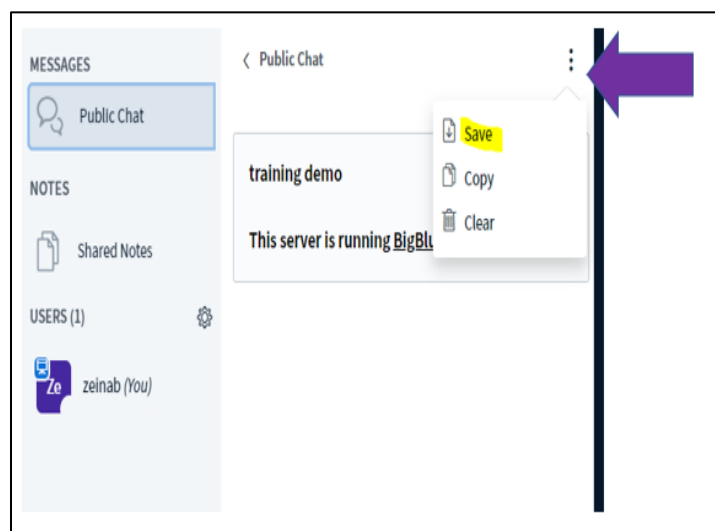 MESSAGES
Public Chat
NOTES
Shared Notes
USERS (1)
Ze
zeinab (You)
Public Chat
Save
Copy
Clear
training demo
This server is running BigBlu